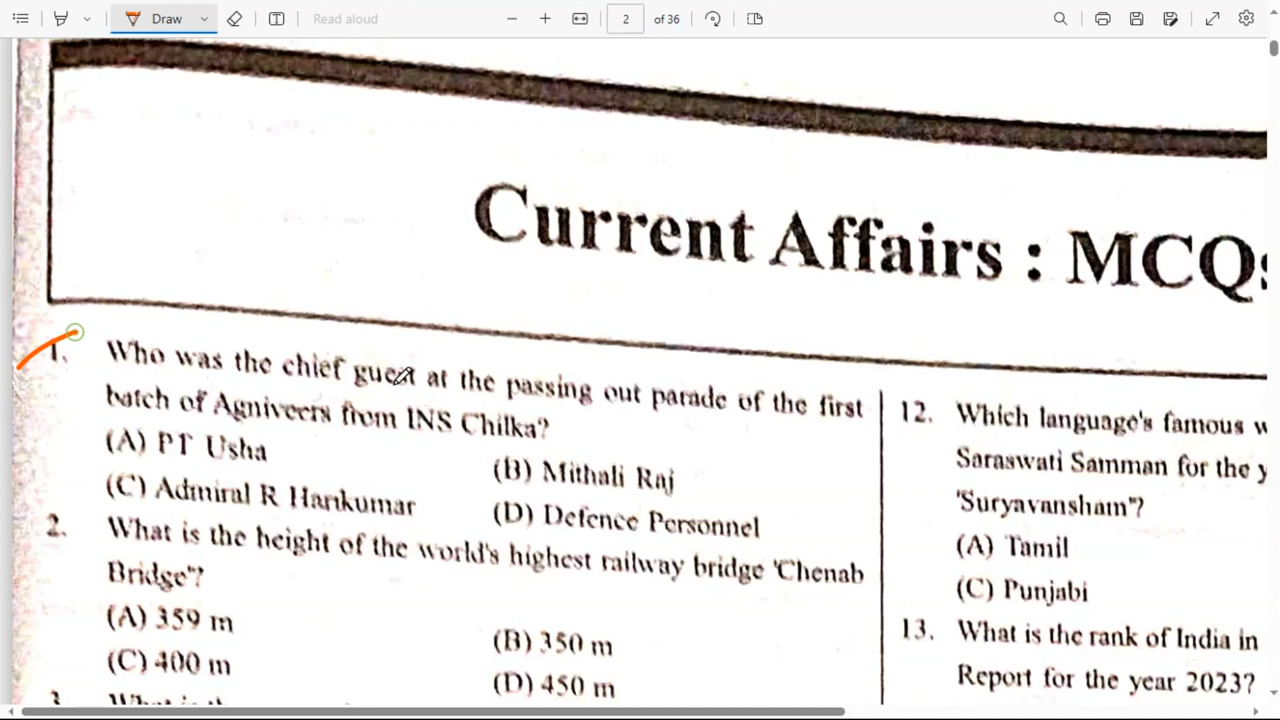 Draw
Read aloud
2
of 36
Current Affairs : MCQs
1. Who was the chief guest at the passing out parade of the first
batch of Agniveers from INS Chilka?
(A) PT Usha
(B) Mithali Raj
(C) Admiral R Harikumar
(D) Defence Personnel
2. What is the height of the world's highest railway bridge 'Chenab
Bridge'?
(A) 359 m
(B) 350 m
(C) 400 m
(D) 450 m
3. What is
12. Which language's famous w
Saraswati Samman for the y
'Suryavansham'?
(A) Tamil
(C) Punjabi
13. What is the rank of India in
Report for the year 2023?